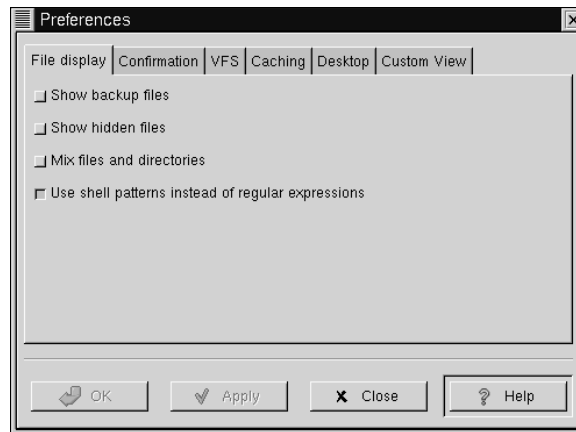 Preferences
File display Confirmation VFS Caching Desktop Custom View
Show backup files
Show hidden files
Mix files and directories
Use shell patterns instead of regular expressions
OK Apply Close Help